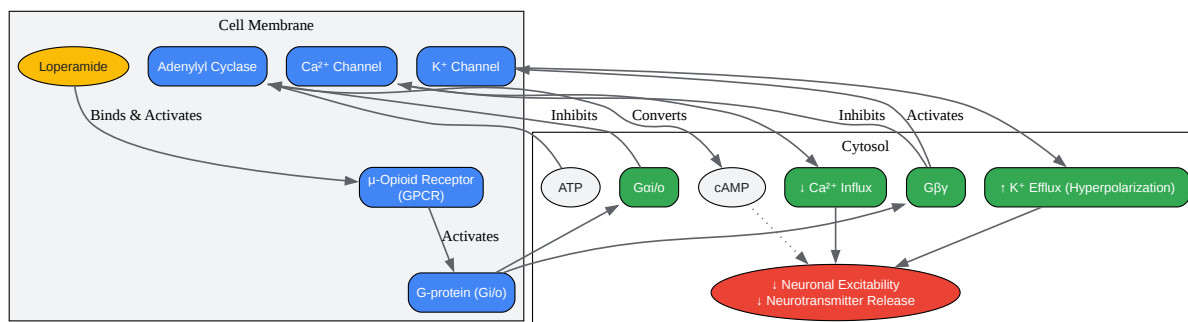 Cell Membrane
Loperamide
Adenylyl Cyclase
Ca²⁺ Channel
K⁺ Channel
Binds & Activates
Inhibits
Converts
Inhibits
Activates
Cytosol
μ-Opioid Receptor
(GPCR)
ATP
Gαi/o
cAMP
↓ Ca²⁺ Influx
Gβγ
↑ K⁺ Efflux (Hyperpolarization)
Activates
G-protein (Gi/o)
↓ Neuronal Excitability
↓ Neurotransmitter Release